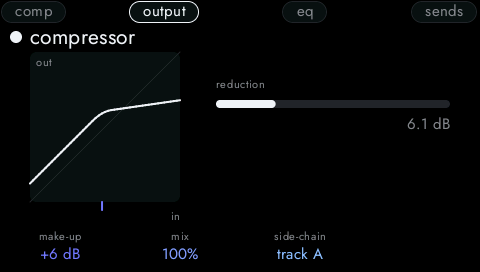 comp output eq sends
compressor
out
reduction
6.1 dB
in
make-up mix side-chain
+6 dB 100% track A